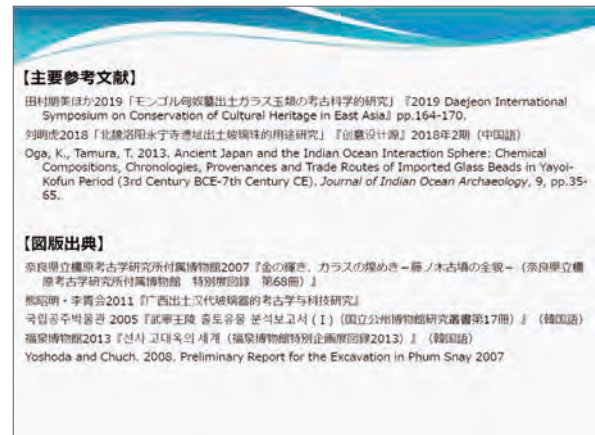 【主要参考文献】
田村朋美ほか2019「モンゴル匈奴墓出土ガラス玉類の考古科学的研究」『2019 Daejeon International
Symposium on Conservation of Cultural Heritage in East Asia』pp.164-170.
刘明虎2018「北魏洛阳永宁寺遗址出土玻璃珠的用途研究」『创意设计源』2018年2期（中国語）
Oga, K., Tamura, T. 2013. Ancient Japan and the Indian Ocean Interaction Sphere: Chemical
Compositions, Chronologies, Provenances and Trade Routes of Imported Glass Beads in Yayoi-
Kofun Period (3rd Century BCE-7th Century CE). Journal of Indian Ocean Archaeology, 9, pp.35-
65.
【図版出典】
奈良県立橿原考古学研究所付属博物館2007『金の輝き、ガラスの煌めき－藤ノ木古墳の全貌－（奈良県立橿
原考古学研究所付属博物館 特別展図録 第68冊）』
熊昭明・李青会2011『广西出土汉代玻璃器的考古学与科技研究』
국립공주박물관 2005『武寧王陵 출토유물 분석보고서 (Ⅰ)（国立公州博物館研究叢書第17冊）』（韓国語）
福泉博物館2013『선사 고대옥의 세계（福泉博物館特別企画展図録2013）』（韓国語）
Yoshoda and Chuch. 2008. Preliminary Report for the Excavation in Phum Snay 2007